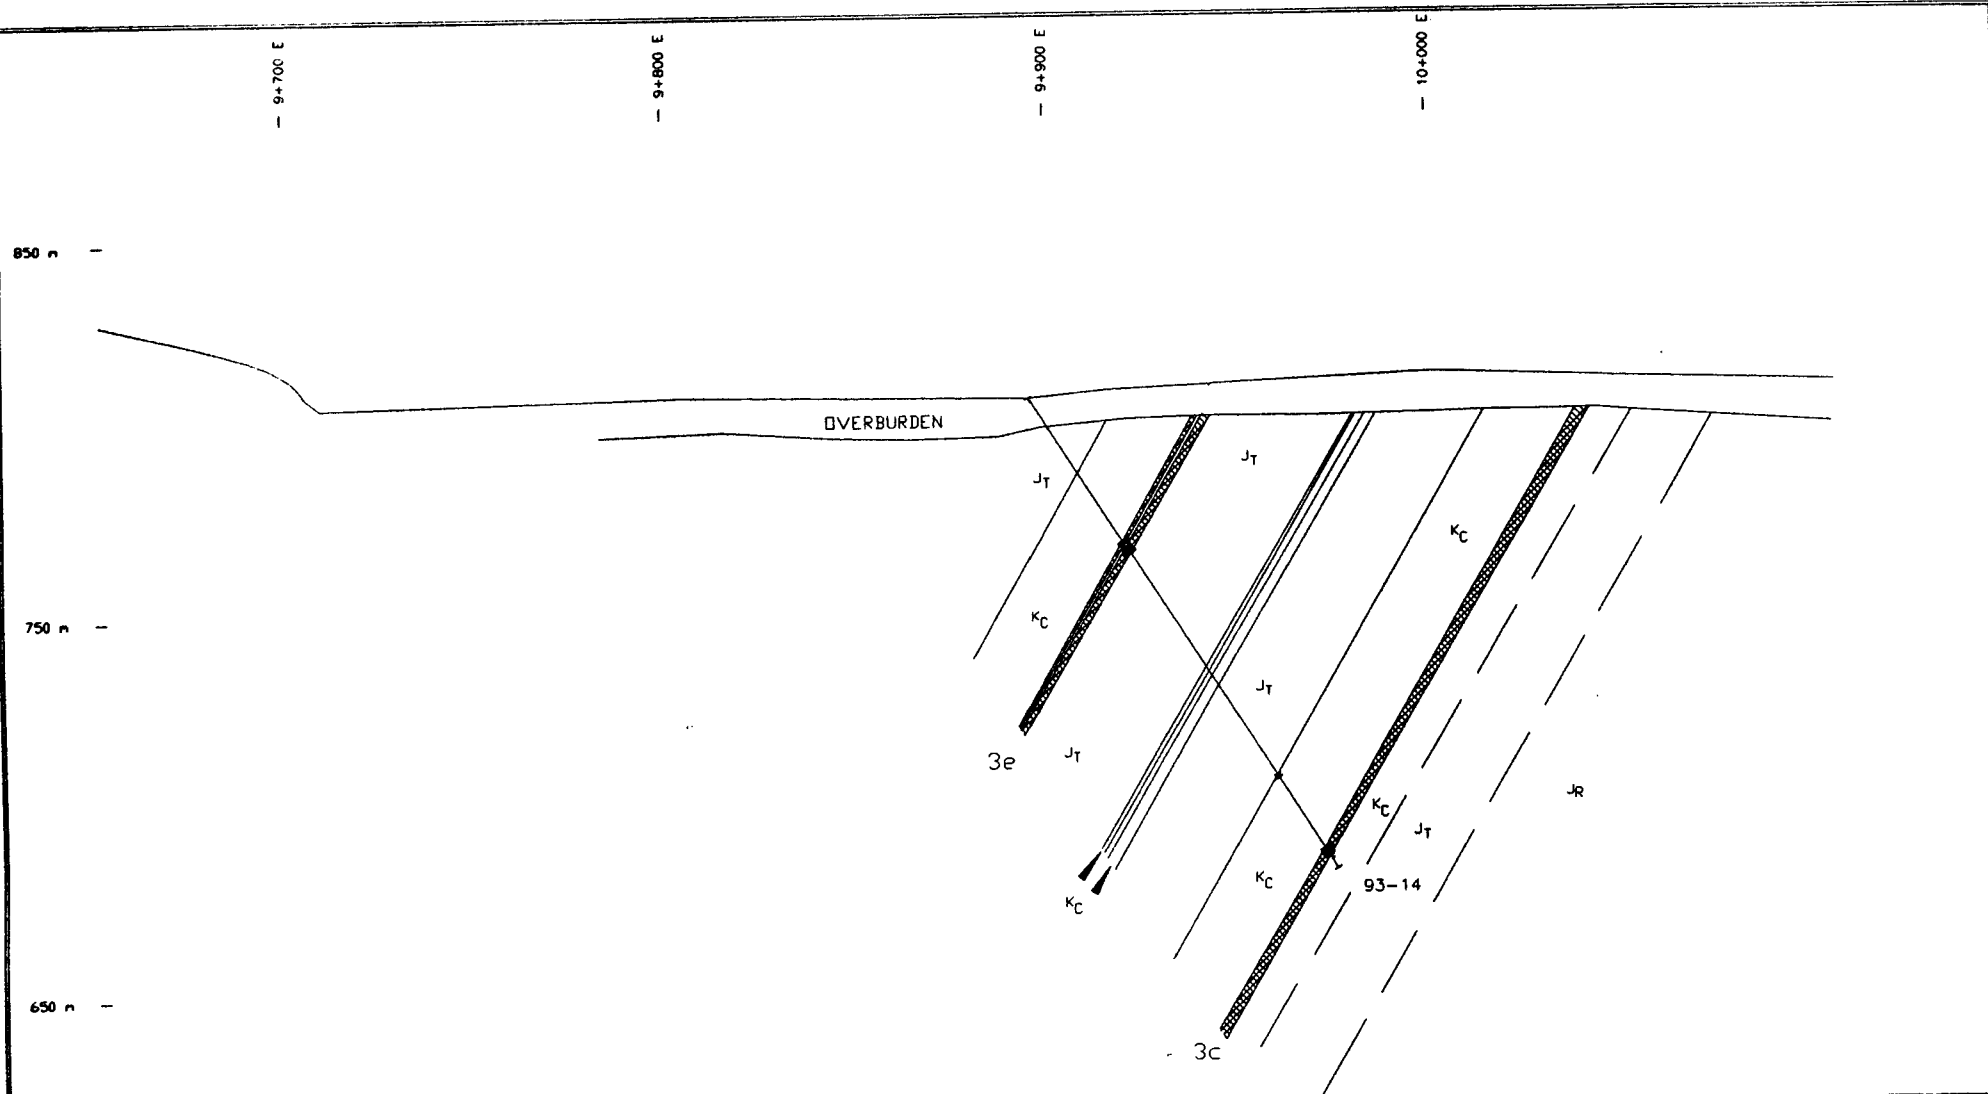 — 9+700 E
— 9+800 E
— 9+900 E
— 10+000 E
850 m
OVERBURDEN
JT
JT
KC
KC
750 m
JT
JT
3e
JR
KC
JT
KC
93-14
KC
650 m
3c